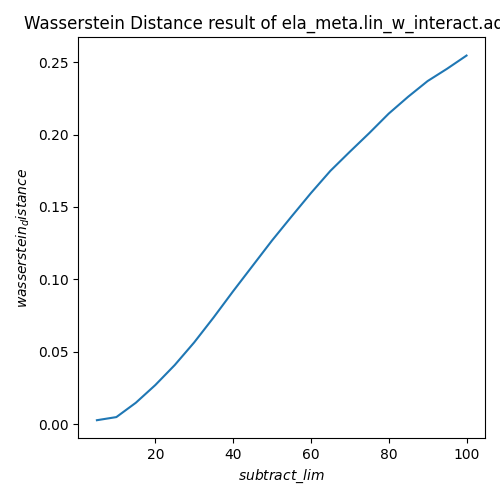 Wasserstein Distance result of ela_meta.lin_w_interact.ad
0.25
0.20
0.15
0.10
0.05
0.00
wasserstein_distance
20 40 60 80 100
subtract_lim